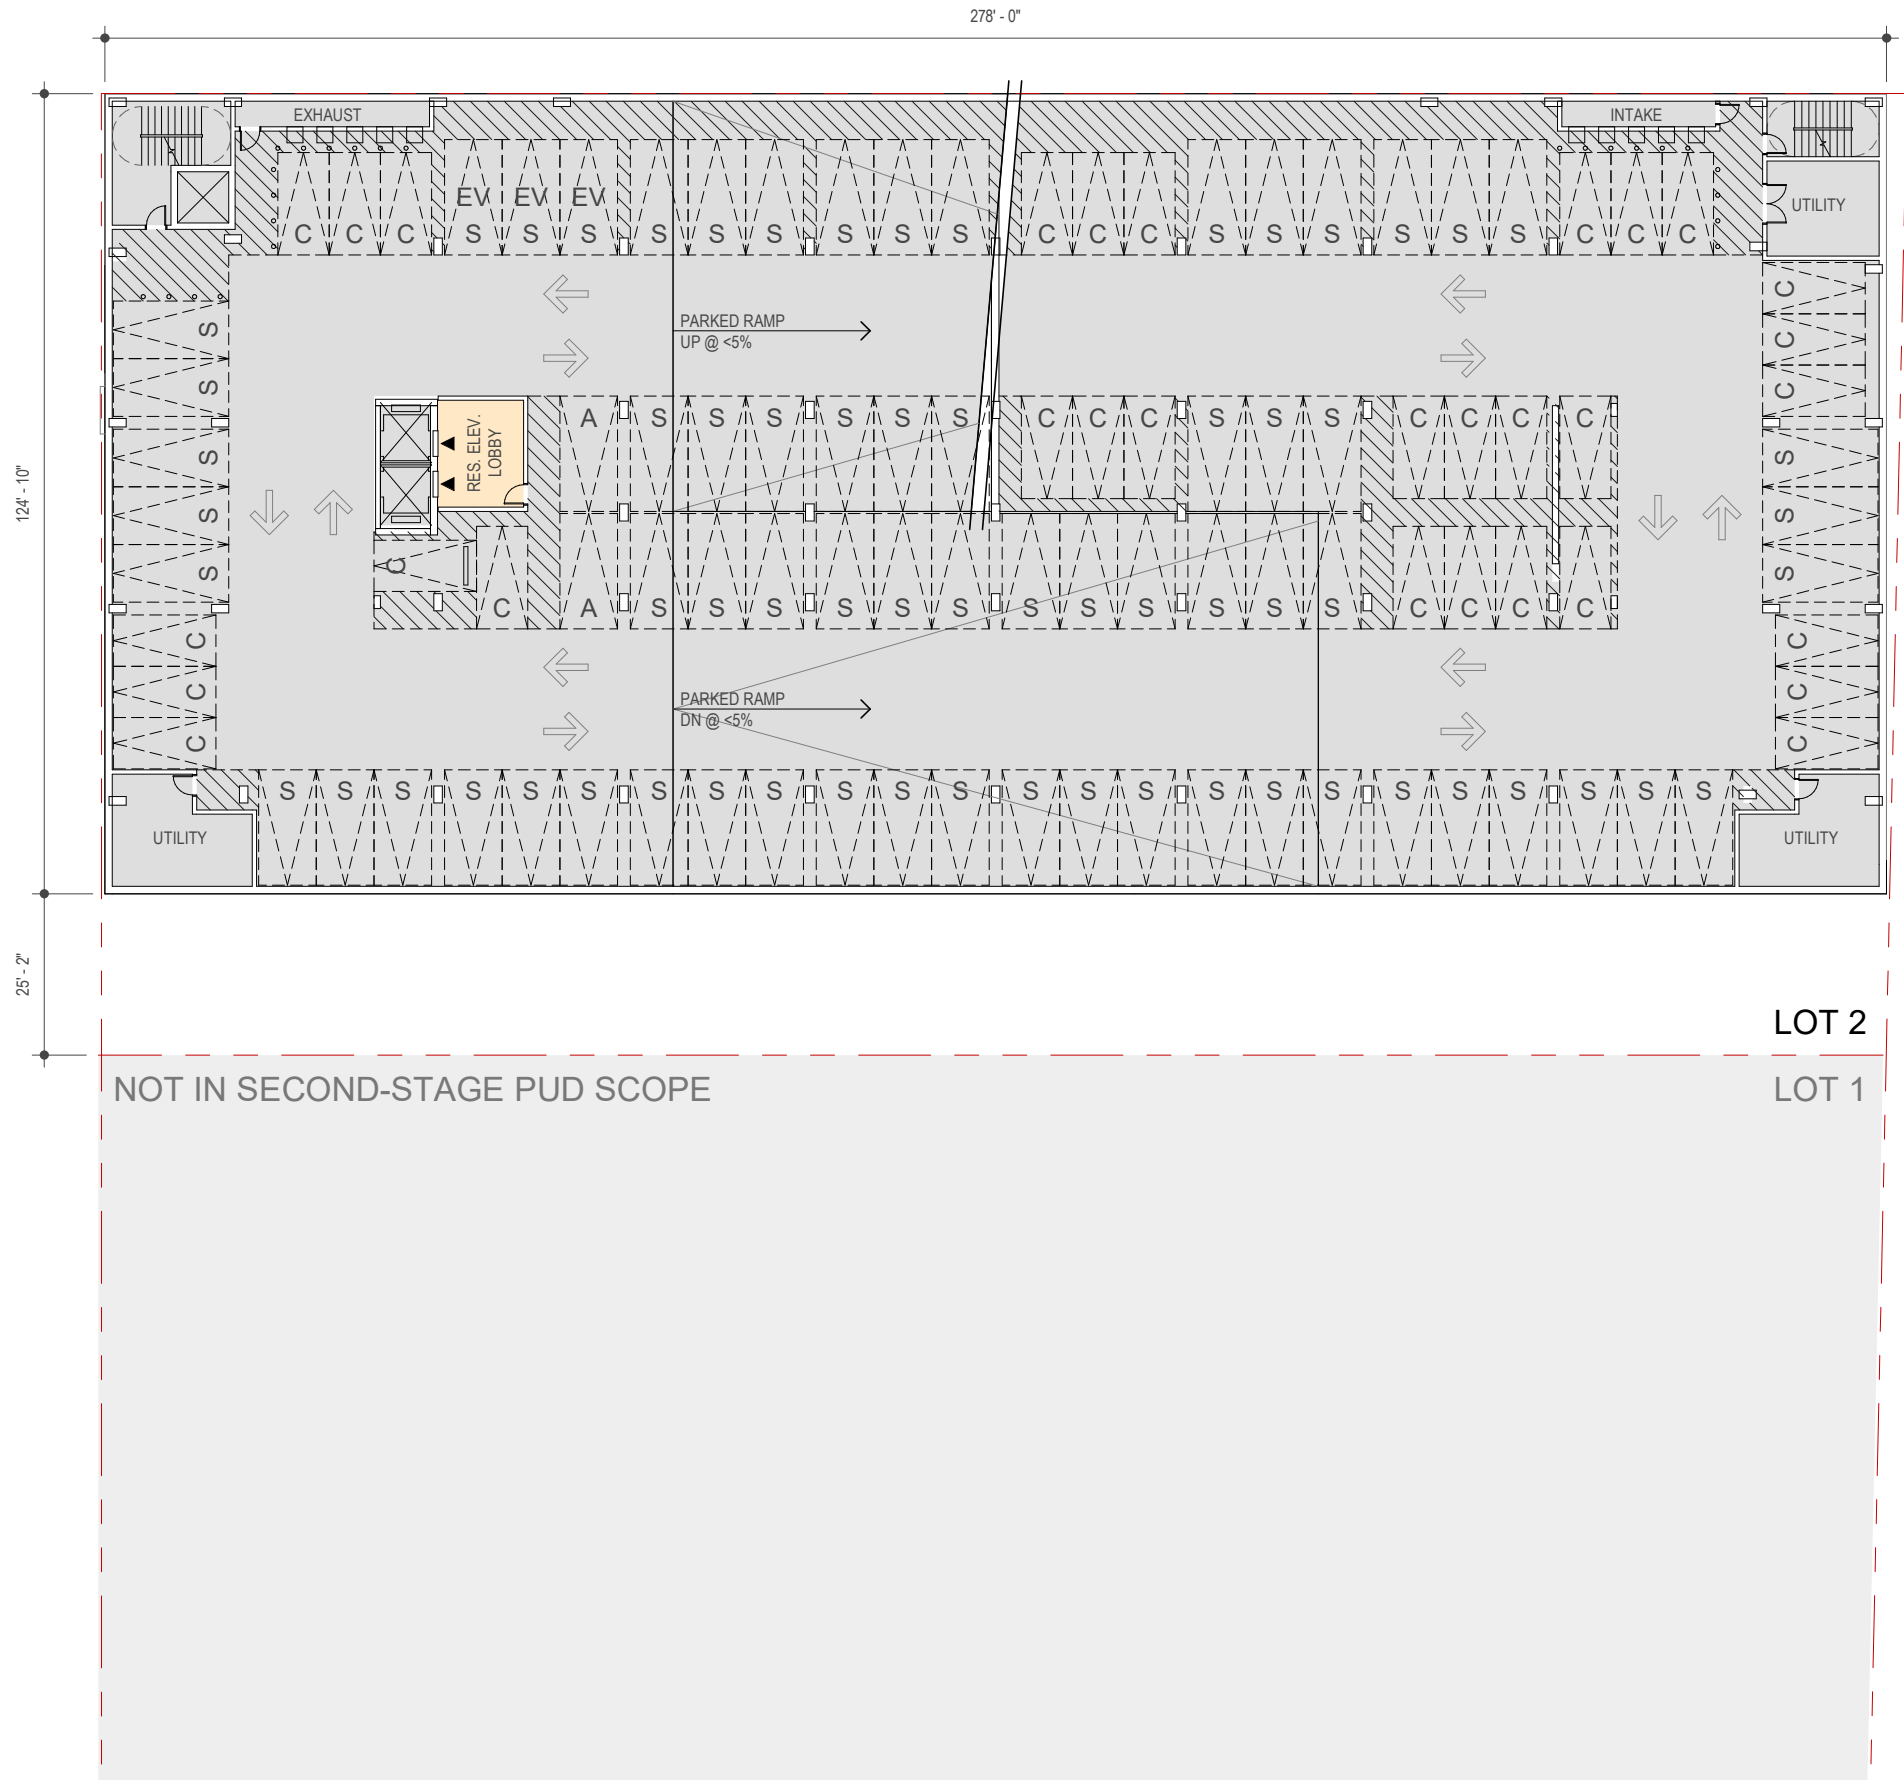 278' - 0"
EXHAUST
INTAKE
EV EV EV
UTILITY
C C C S S S S S S S S S C C C S S S S S S C C C
C
C
C
S
S
S
S
S
C
C
C
PARKED RAMP
UP @ <5%
A S S S S S S C C C S S S C C C C
RES. ELEV.
LOBBY
124' - 10"
S
S
S
C
C
C
C
C A S S S S S S S S S S S S C C C C
PARKED RAMP
DN @ <5%
S S S S S S S S S S S S S S S S S S S S S S S S
UTILITY
UTILITY
25' - 2"
LOT 2
NOT IN SECOND-STAGE PUD SCOPE
LOT 1